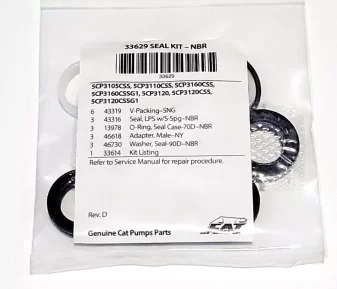 33629 SEAL KIT – NBR
33629
5CP3105CSS, 5CP3110CSS, 5CP3160CSS,
5CP3160CSSG1, 5CP3120, 5CP3120CSS,
5CP3120CSSG
6 43319 V-Packing–SNG
3 43316 Seal, LPS w/S-Spg–NBR
3 13978 O-Ring, Seal Case-70D–NBR
3 46618 Adapter, Male–NY
3 46730 Washer, Seal-90D–NBR
1 33614 Kit Listing
Refer to Service Manual for repair procedure.
Rev. D
Genuine Cat Pumps Parts
CAT